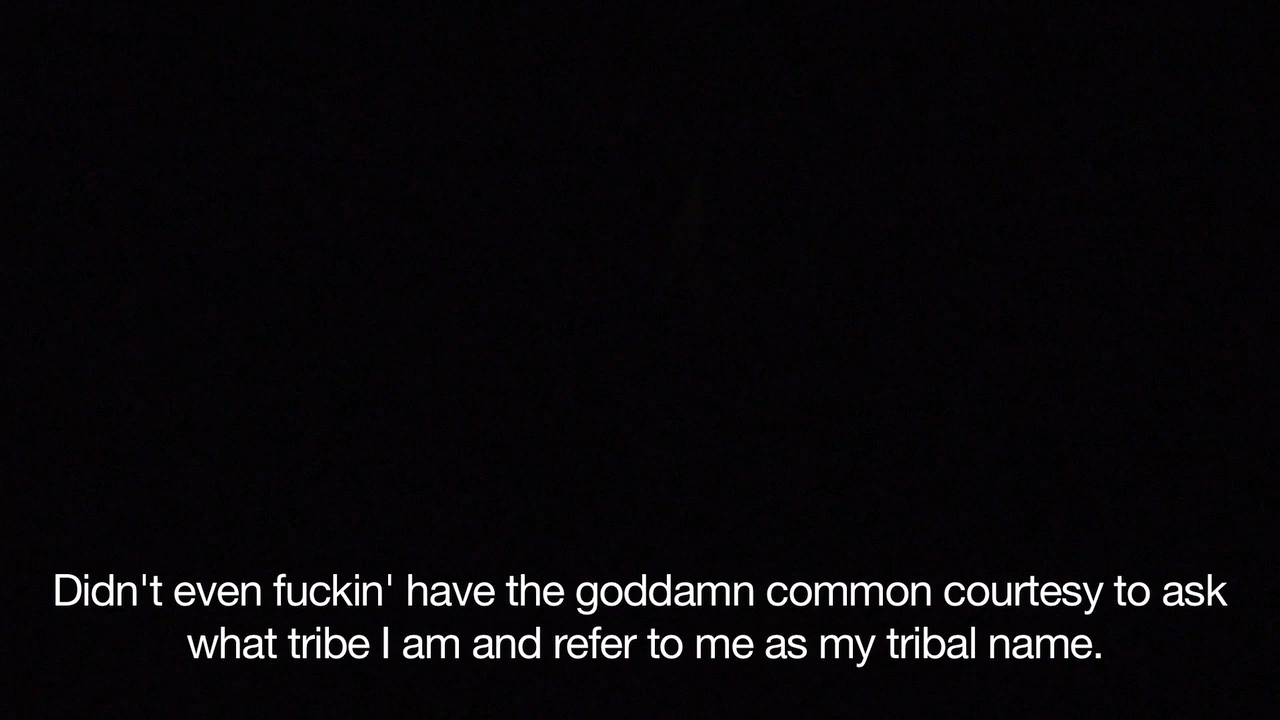 Didn't even fuckin' have the goddamn common courtesy to ask
what tribe I am and refer to me as my tribal name.